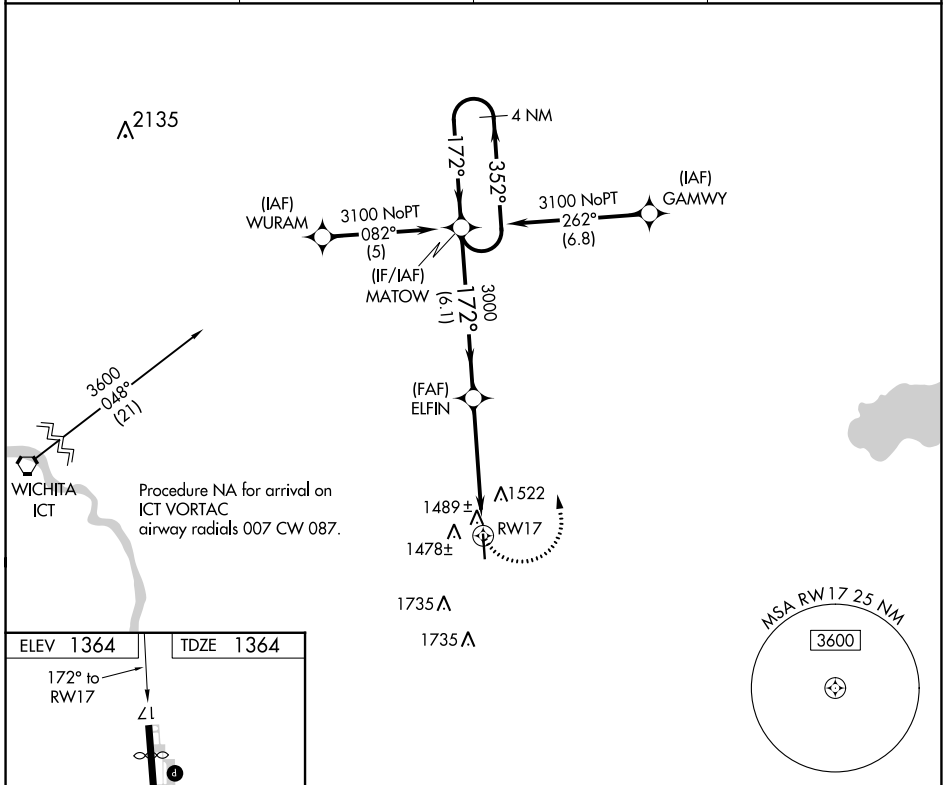 2135
4 NM
172°
352°
(IAF)
WURAM
3100 NoPT
082°
(5)
(IAF)
GAMWY
3100 NoPT
262°
(6.8)
(IF/IAF)
MATOW
3000
172°
(6.1)
3600
048°
(21)
(FAF)
ELFIN
WICHITA
ICT
Procedure NA for arrival on
ICT VORTAC
airway radials 007 CW 087.
1522
1489 ±
RW17
1478±
1735
1735
MSA RW17 25 NM
3600
ELEV 1364
TDZE 1364
172° to
RW17
17
P